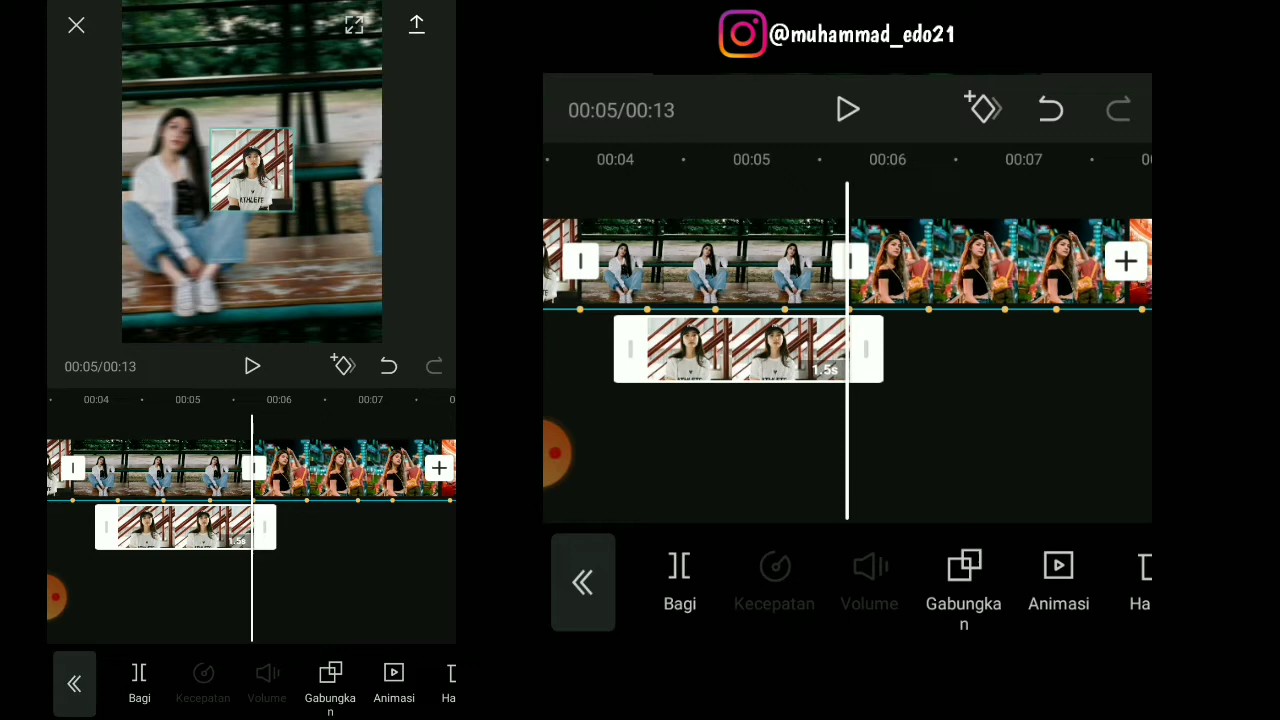 @muhammad_edo21
ATHLETE
00:05/00:13
00:04 00:05 00:06 00:07
1.5s
Bagi Kecepatan Volume Gabungka
n Animasi Ha
00:05/00:13
00:04 00:05 00:06 00:07 00
1.5s
Bagi Kecepatan Volume Gabungka
n Animasi Ha